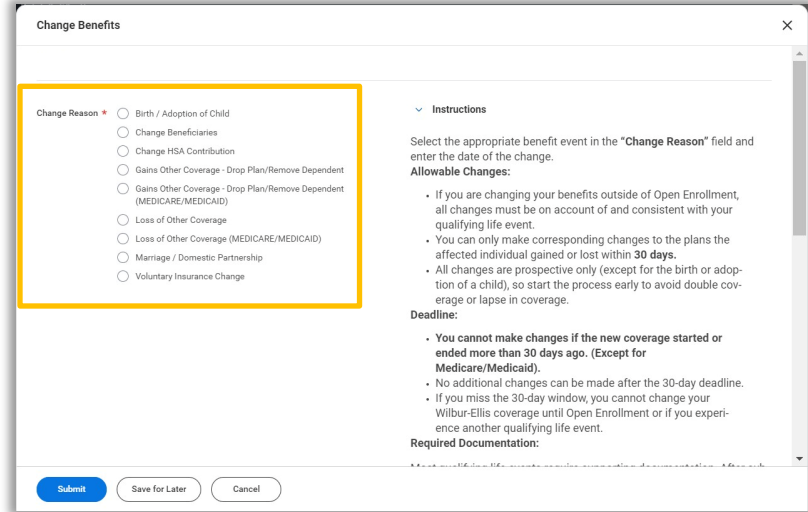 Change Benefits
Change Reason *
Birth / Adoption of Child
Change Beneficiaries
Change HSA Contribution
Gains Other Coverage - Drop Plan/Remove Dependent
Gains Other Coverage - Drop Plan/Remove Dependent
(MEDICARE/MEDICAID)
Loss of Other Coverage
Loss of Other Coverage (MEDICARE/MEDICAID)
Marriage / Domestic Partnership
Voluntary Insurance Change
Instructions
Select the appropriate benefit event in the “Change Reason” field and
enter the date of the change.
Allowable Changes:
• If you are changing your benefits outside of Open Enrollment,
all changes must be on account of and consistent with your
qualifying life event.
• You can only make corresponding changes to the plans the
affected individual gained or lost within 30 days.
• All changes are prospective only (except for the birth or adop-
tion of a child), so start the process early to avoid double cov-
erage or lapse in coverage.
Deadline:
• You cannot make changes if the new coverage started or
ended more than 30 days ago. (Except for
Medicare/Medicaid).
• No additional changes can be made after the 30-day deadline.
• If you miss the 30-day window, you cannot change your
Wilbur-Ellis coverage until Open Enrollment or if you experi-
ence another qualifying life event.
Required Documentation:
Most qualifying life events require supporting documentation. After sub
Submit
Save for Later
Cancel